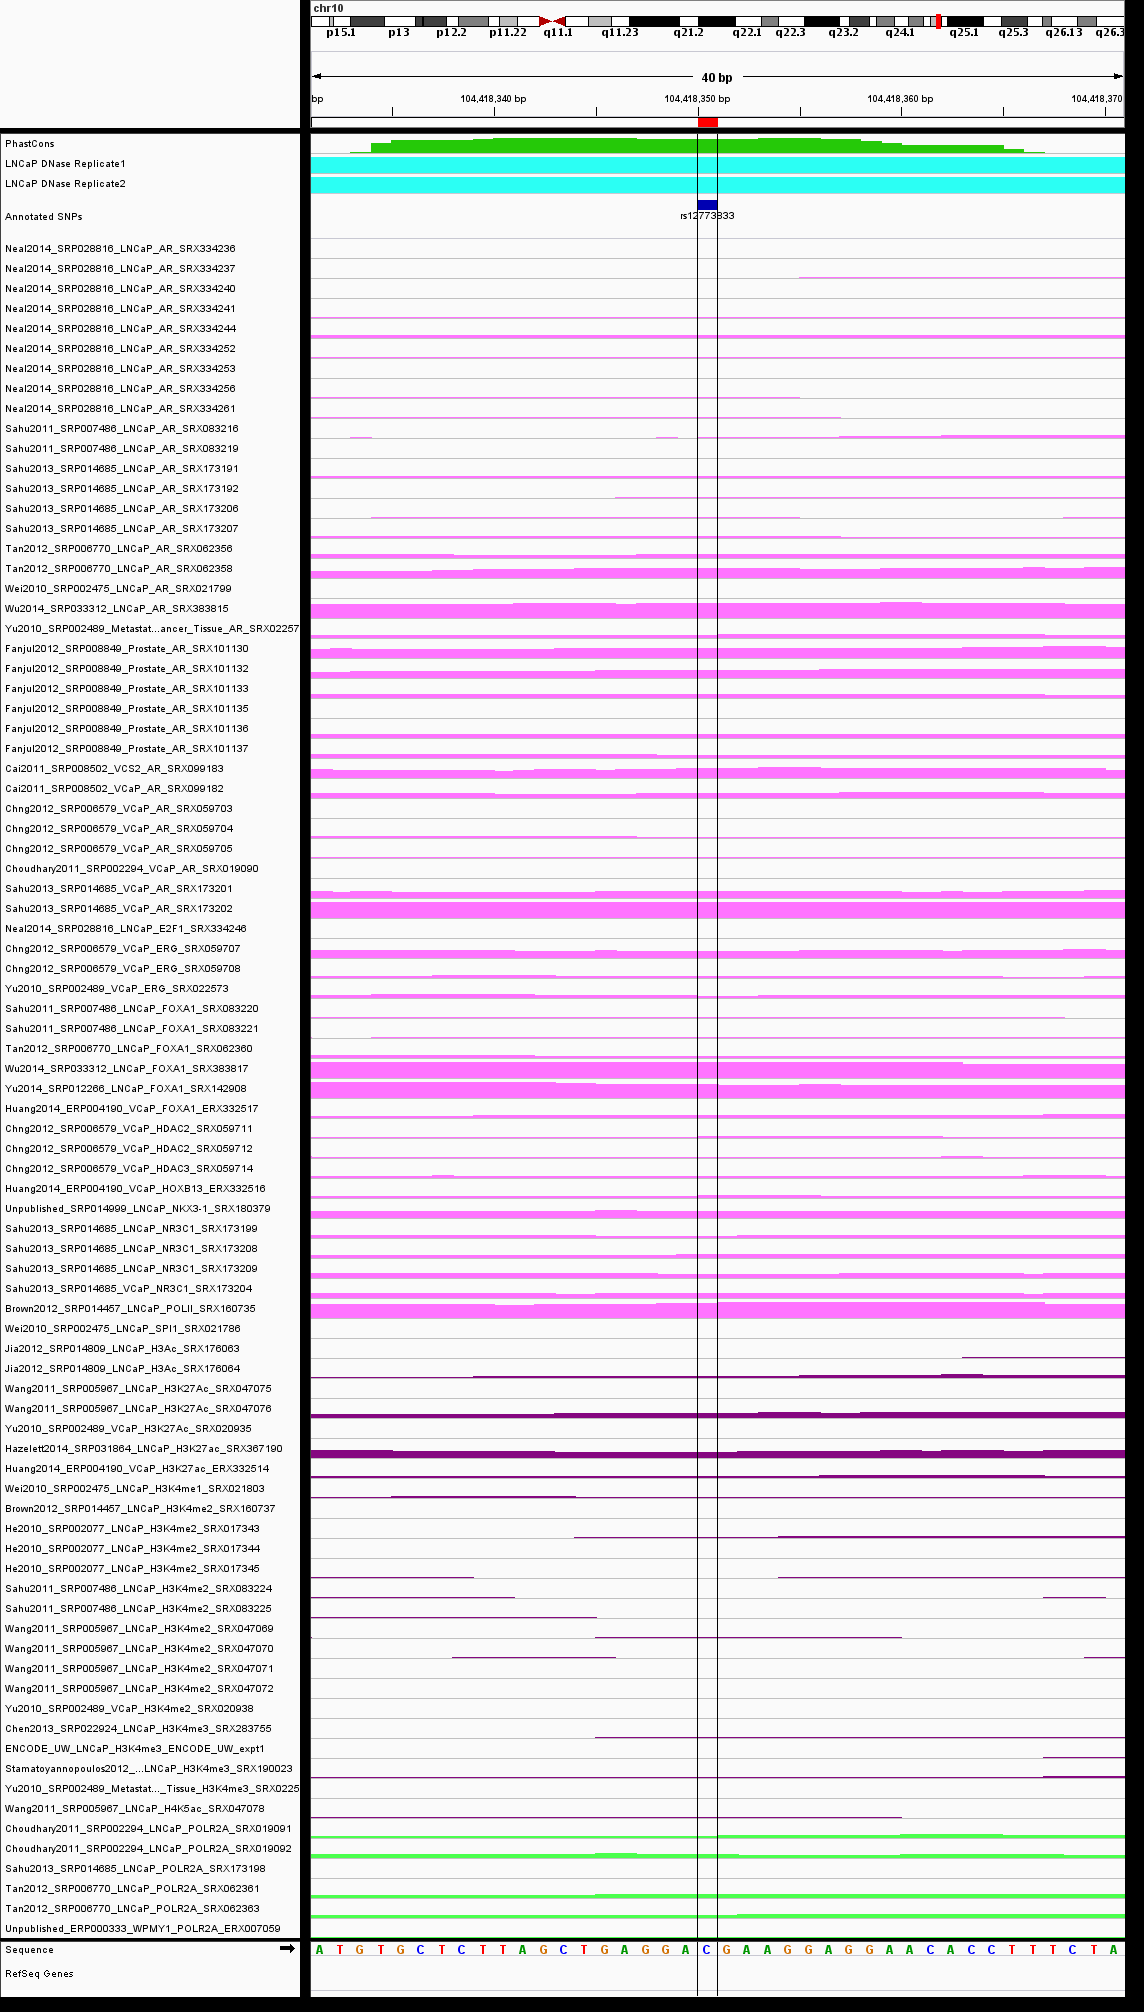 chr10
p15.1 p13 p12.2 p11.22 q11.1 q11.23 q21.2 q22.1 q22.3 q23.2 q24.1 q25.1 q25.3 q26.13 q26.3
40 bp
bp 104,418,340 bp 104,418,350 bp 104,418,360 bp 104,418,370
PhastCons
LNCaP DNase Replicate1
LNCaP DNase Replicate2
Annotated SNPs rs12773833
Neal2014_SRP028816_LNCaP_AR_SRX334236
Neal2014_SRP028816_LNCaP_AR_SRX334237
Neal2014_SRP028816_LNCaP_AR_SRX334240
Neal2014_SRP028816_LNCaP_AR_SRX334241
Neal2014_SRP028816_LNCaP_AR_SRX334244
Neal2014_SRP028816_LNCaP_AR_SRX334252
Neal2014_SRP028816_LNCaP_AR_SRX334253
Neal2014_SRP028816_LNCaP_AR_SRX334256
Neal2014_SRP028816_LNCaP_AR_SRX334261
Sahu2011_SRP007486_LNCaP_AR_SRX083216
Sahu2011_SRP007486_LNCaP_AR_SRX083219
Sahu2013_SRP014685_LNCaP_AR_SRX173191
Sahu2013_SRP014685_LNCaP_AR_SRX173192
Sahu2013_SRP014685_LNCaP_AR_SRX173206
Sahu2013_SRP014685_LNCaP_AR_SRX173207
Tan2012_SRP006770_LNCaP_AR_SRX062356
Tan2012_SRP006770_LNCaP_AR_SRX062358
Wei2010_SRP002475_LNCaP_AR_SRX021799
Wu2014_SRP033312_LNCaP_AR_SRX383815
Yu2010_SRP002489_Metastat...ancer_Tissue_AR_SRX02257
Fanjul2012_SRP008849_Prostate_AR_SRX101130
Fanjul2012_SRP008849_Prostate_AR_SRX101132
Fanjul2012_SRP008849_Prostate_AR_SRX101133
Fanjul2012_SRP008849_Prostate_AR_SRX101135
Fanjul2012_SRP008849_Prostate_AR_SRX101136
Fanjul2012_SRP008849_Prostate_AR_SRX101137
Cai2011_SRP008502_VCS2_AR_SRX099183
Cai2011_SRP008502_VCaP_AR_SRX099182
Chng2012_SRP006579_VCaP_AR_SRX059703
Chng2012_SRP006579_VCaP_AR_SRX059704
Chng2012_SRP006579_VCaP_AR_SRX059705
Choudhary2011_SRP002294_VCaP_AR_SRX019090
Sahu2013_SRP014685_VCaP_AR_SRX173201
Sahu2013_SRP014685_VCaP_AR_SRX173202
Neal2014_SRP028816_LNCaP_E2F1_SRX334246
Chng2012_SRP006579_VCaP_ERG_SRX059707
Chng2012_SRP006579_VCaP_ERG_SRX059708
Yu2010_SRP002489_VCaP_ERG_SRX022573
Sahu2011_SRP007486_LNCaP_FOXA1_SRX083220
Sahu2011_SRP007486_LNCaP_FOXA1_SRX083221
Tan2012_SRP006770_LNCaP_FOXA1_SRX062360
Wu2014_SRP033312_LNCaP_FOXA1_SRX383817
Yu2014_SRP012266_LNCaP_FOXA1_SRX142908
Huang2014_ERP004190_VCaP_FOXA1_ERX332517
Chng2012_SRP006579_VCaP_HDAC2_SRX059711
Chng2012_SRP006579_VCaP_HDAC2_SRX059712
Chng2012_SRP006579_VCaP_HDAC3_SRX059714
Huang2014_ERP004190_VCaP_HOXB13_ERX332516
Unpublished_SRP014999_LNCaP_NKX3-1_SRX180379
Sahu2013_SRP014685_LNCaP_NR3C1_SRX173199
Sahu2013_SRP014685_LNCaP_NR3C1_SRX173208
Sahu2013_SRP014685_LNCaP_NR3C1_SRX173209
Sahu2013_SRP014685_VCaP_NR3C1_SRX173204
Brown2012_SRP014457_LNCaP_POLII_SRX160735
Wei2010_SRP002475_LNCaP_SPI1_SRX021786
Jia2012_SRP014809_LNCaP_H3Ac_SRX176063
Jia2012_SRP014809_LNCaP_H3Ac_SRX176064
Wang2011_SRP005967_LNCaP_H3K27Ac_SRX047075
Wang2011_SRP005967_LNCaP_H3K27Ac_SRX047076
Yu2010_SRP002489_VCaP_H3K27Ac_SRX020935
Hazelett2014_SRP031864_LNCaP_H3K27ac_SRX367190
Huang2014_ERP004190_VCaP_H3K27ac_ERX332514
Wei2010_SRP002475_LNCaP_H3K4me1_SRX021803
Brown2012_SRP014457_LNCaP_H3K4me2_SRX160737
He2010_SRP002077_LNCaP_H3K4me2_SRX017343
He2010_SRP002077_LNCaP_H3K4me2_SRX017344
He2010_SRP002077_LNCaP_H3K4me2_SRX017345
Sahu2011_SRP007486_LNCaP_H3K4me2_SRX083224
Sahu2011_SRP007486_LNCaP_H3K4me2_SRX083225
Wang2011_SRP005967_LNCaP_H3K4me2_SRX047069
Wang2011_SRP005967_LNCaP_H3K4me2_SRX047070
Wang2011_SRP005967_LNCaP_H3K4me2_SRX047071
Wang2011_SRP005967_LNCaP_H3K4me2_SRX047072
Yu2010_SRP002489_VCaP_H3K4me2_SRX020938
Chen2013_SRP022924_LNCaP_H3K4me3_SRX283755
ENCODE_UW_LNCaP_H3K4me3_ENCODE_UW_expt1
Stamatoyannopoulos2012_...LNCaP_H3K4me3_SRX190023
Yu2010_SRP002489_Metastat..._Tissue_H3K4me3_SRX0225
Wang2011_SRP005967_LNCaP_H4K5ac_SRX047078
Choudhary2011_SRP002294_LNCaP_POLR2A_SRX019091
Choudhary2011_SRP002294_LNCaP_POLR2A_SRX019092
Sahu2013_SRP014685_LNCaP_POLR2A_SRX173198
Tan2012_SRP006770_LNCaP_POLR2A_SRX062361
Tan2012_SRP006770_LNCaP_POLR2A_SRX062363
Unpublished_ERP000333_WPMY1_POLR2A_ERX007059
Sequence A T G T G C T C T T A G C T G A G G A C G A A G G A G G A A C A C C T T T C T A
RefSeq Genes